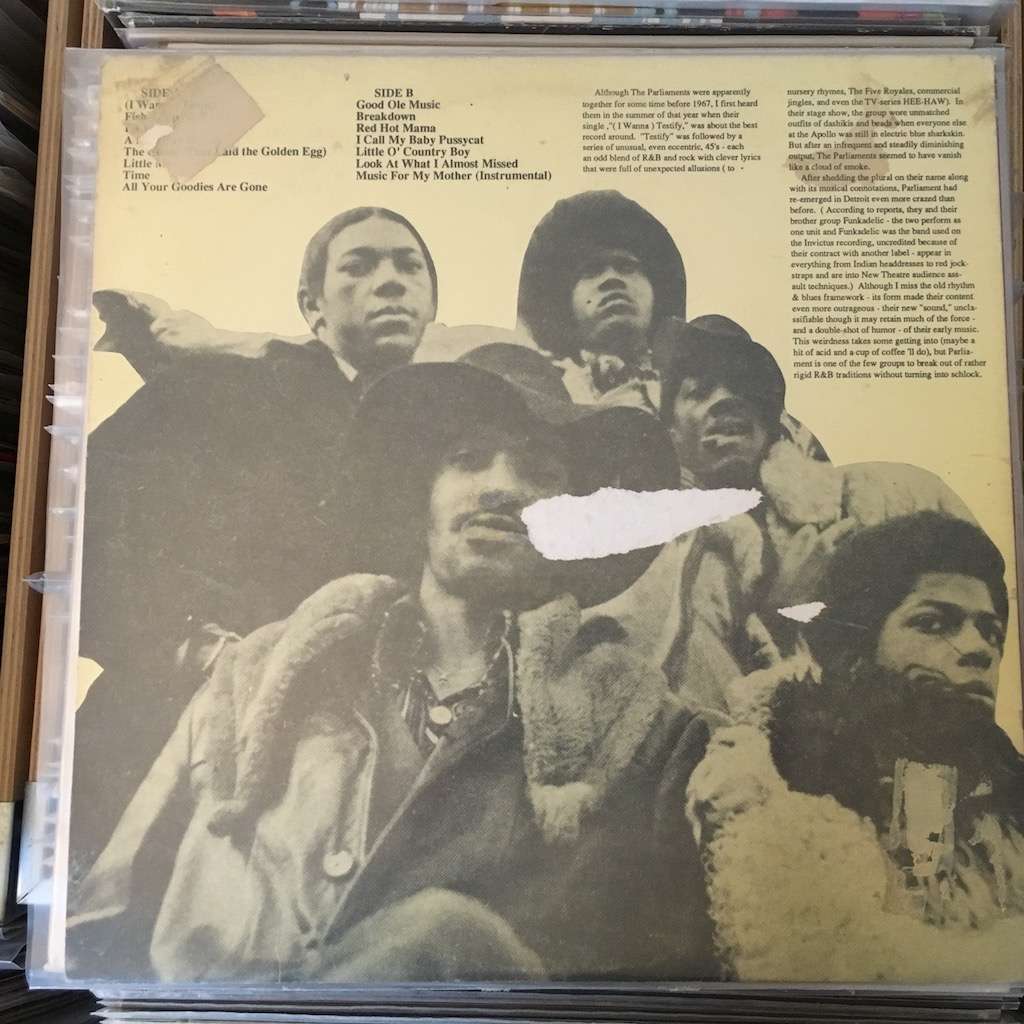 SIDE
(I Wan
Fish
A
The laid the Golden Egg)
Little
Time
All Your Goodies Are Gone
SIDE B
Good Ole Music
Breakdown
Red Hot Mama
I Call My Baby Pussycat
Little O' Country Boy
Look At What I Almost Missed
Music For My Mother (Instrumental)
Although The Parliaments were apparently
together for some time before 1967, I first heard
them in the summer of that year when their
single ,"( I Wanna ) Testify," was about the best
record around. "Testify" was followed by a
series of unusual, even eccentric, 45's - each
an odd blend of R&B and rock with clever lyrics
that were full of unexpected allusions ( to -
nursery rhymes, The Five Royales, commercial
jingles, and even the TV-series HEE-HAW). In
their stage show, the group wore unmatched
outfits of dashikis and beads when everyone else
at the Apollo was still in electric blue sharkskin.
But after an infrequent and steadily diminishing
output, The Parliaments seemed to have vanish
like a cloud of smoke.
After shedding the plural on their name along
with its musical connotations, Parliament had
re-emerged in Detroit even more crazed than
before. ( According to reports, they and their
brother group Funkadelic - the two perform as
one unit and Funkadelic was the band used on
the Invictus recording, uncredited because of
their contract with another label - appear in
everything from Indian headdresses to red jock-
straps and are into New Theatre audience ass-
ault techniques.) Although I miss the old rhythm
& blues framework - its form made their content
even more outrageous - their new "sound," uncla-
ssifiable though it may retain much of the force -
and a double-shot of humor - of their early music.
This weirdness takes some getting into (maybe a
hit of acid and a cup of coffee 'll do), but Parlia-
ment is one of the few groups to break out of rather
rigid R&B traditions without turning into schlock.